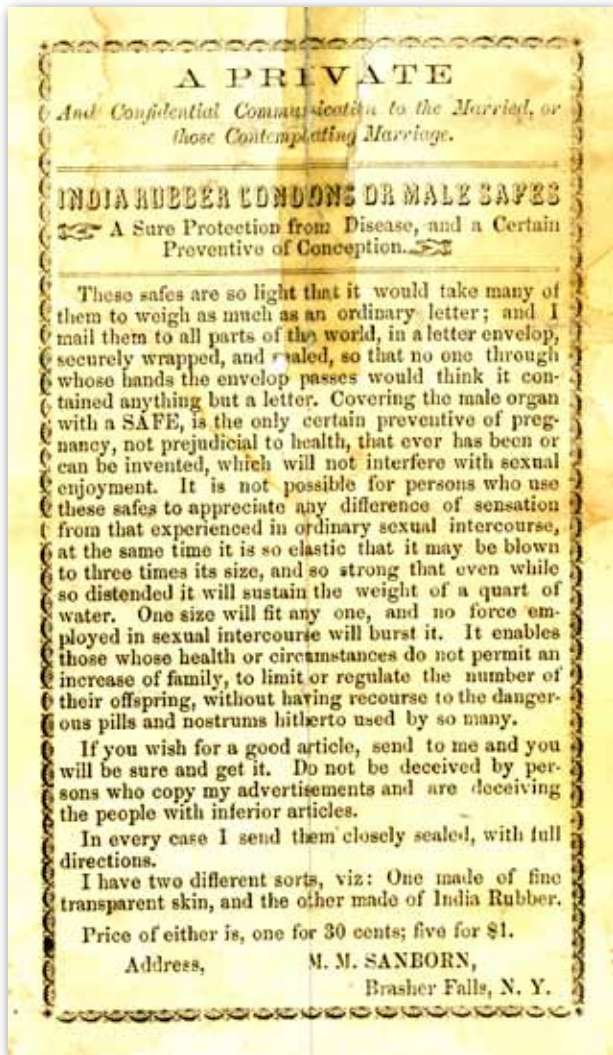 A PRIVATE
And Confidential Communication to the Married, or
those Contemplating Marriage.
INDIA RUBBER CONDONS OR MALE SAFES
A Sure Protection from Disease, and a Certain
Preventive of Conception.
These safes are so light that it would take many of
them to weigh as much as an ordinary letter; and I
mail them to all parts of the world, in a letter envelop,
securely wrapped, and sealed, so that no one through
whose hands the envelop passes would think it con-
tained anything but a letter. Covering the male organ
with a SAFE, is the only certain preventive of preg-
nancy, not prejudicial to health, that ever has been or
can be invented, which will not interfere with sexual
enjoyment. It is not possible for persons who use
these safes to appreciate any difference of sensation
from that experienced in ordinary sexual intercourse,
at the same time it is so elastic that it may be blown
to three times its size, and so strong that even while
so distended it will sustain the weight of a quart of
water. One size will fit any one, and no force em-
ployed in sexual intercourse will burst it. It enables
those whose health or circumstances do not permit an
increase of family, to limit or regulate the number of
their offspring, without having recourse to the danger-
ous pills and nostrums hitherto used by so many.
If you wish for a good article, send to me and you
will be sure and get it. Do not be deceived by per-
sons who copy my advertisements and are deceiving
the people with inferior articles.
In every case I send them closely sealed, with full
directions.
I have two different sorts, viz: One made of fine
transparent skin, and the other made of India Rubber.
Price of either is, one for 30 cents; five for $1.
Address, M. M. SANBORN,
Brasher Falls, N. Y.